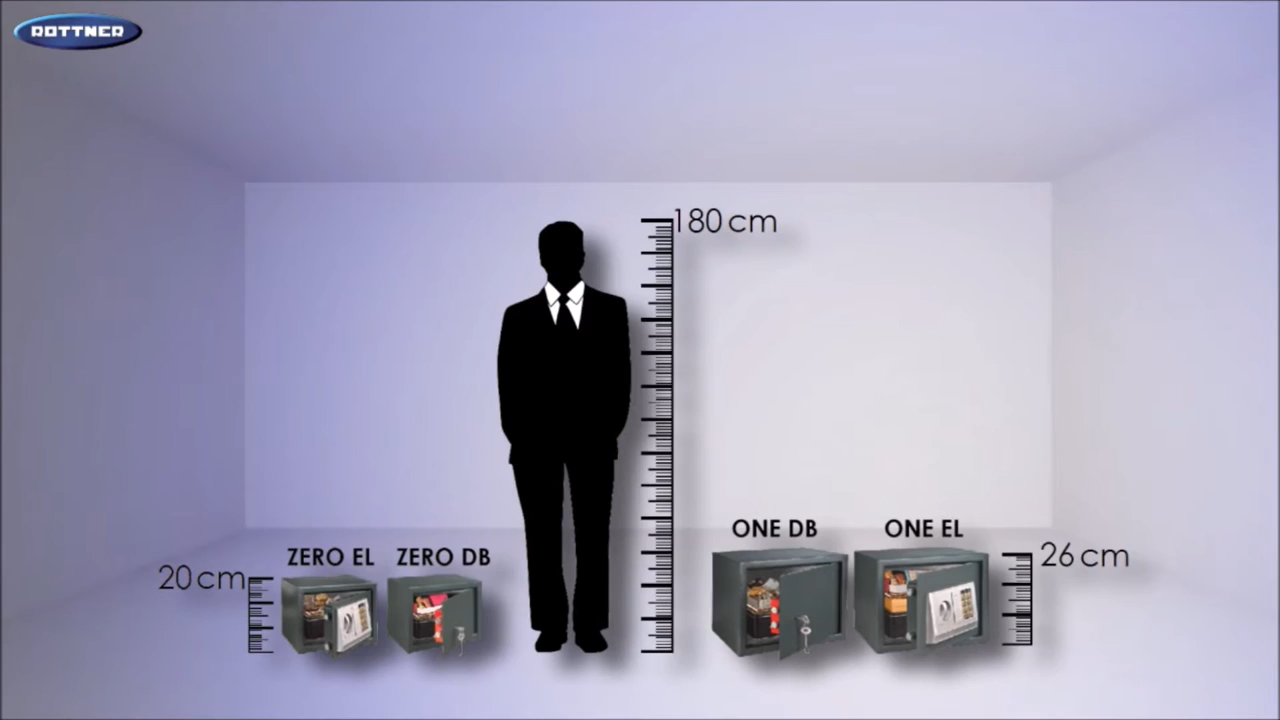 ROTTNER
180 cm
ONE DB
ONE EL
ZERO EL
ZERO DB
26 cm
20 cm